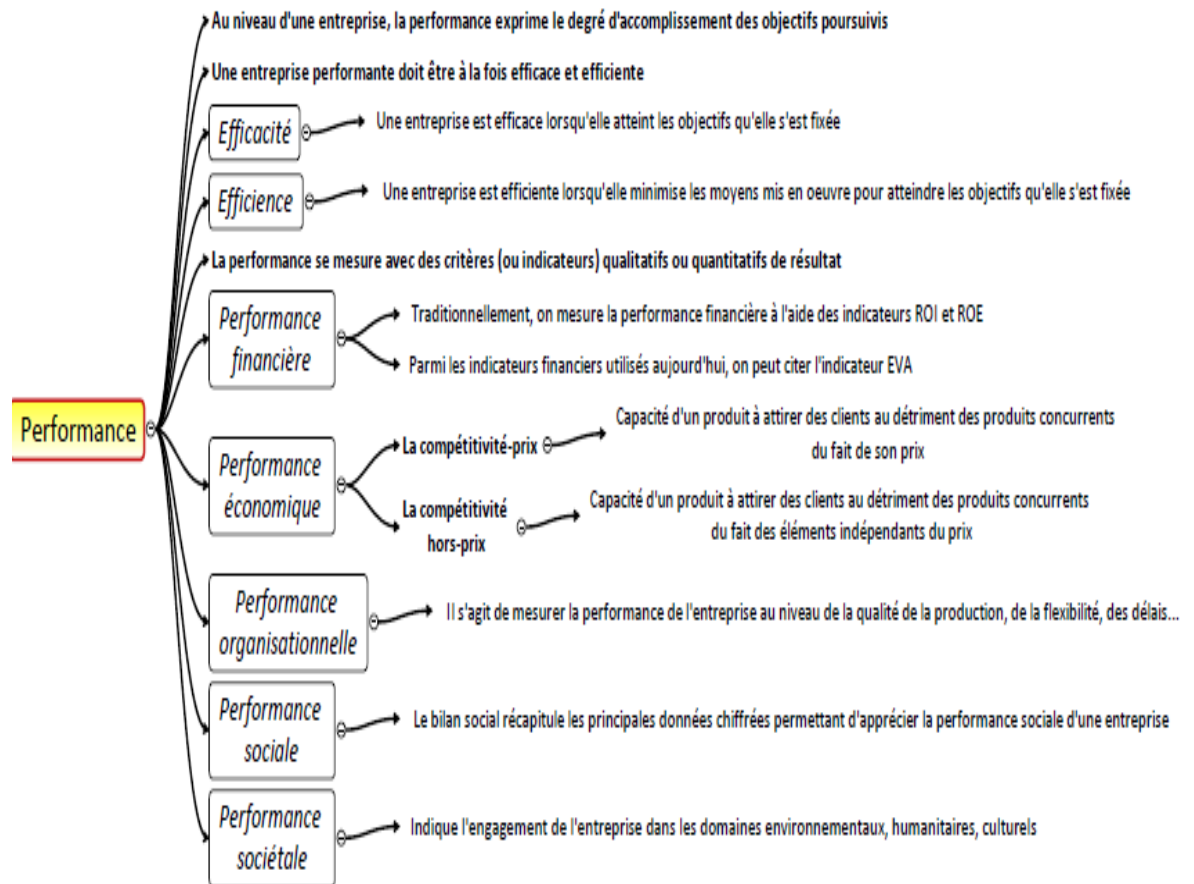 Au niveau d'une entreprise, la performance exprime le degré d'accomplissement des objectifs poursuivis
Une entreprise performante doit être à la fois efficace et efficiente
Efficacité
Une entreprise est efficace lorsqu'elle atteint les objectifs qu'elle s'est fixée
Efficience
Une entreprise est efficiente lorsqu'elle minimise les moyens mis en oeuvre pour atteindre les objectifs qu'elle s'est fixée
La performance se mesure avec des critères (ou indicateurs) qualitatifs ou quantitatifs de résultat
Performance
financière
Traditionnellement, on mesure la performance financière à l'aide des indicateurs ROI et ROE
Parmi les indicateurs financiers utilisés aujourd'hui, on peut citer l'indicateur EVA
Performance
Performance
économique
La compétitivité-prix
Capacité d'un produit à attirer des clients au détriment des produits concurrents
du fait de son prix
La compétitivité
hors-prix
Capacité d'un produit à attirer des clients au détriment des produits concurrents
du fait des éléments indépendants du prix
Performance
organisationnelle
Il s'agit de mesurer la performance de l'entreprise au niveau de la qualité de la production, de la flexibilité, des délais...
Performance
sociale
Le bilan social récapitule les principales données chiffrées permettant d'apprécier la performance sociale d'une entreprise
Performance
sociétale
Indique l'engagement de l'entreprise dans les domaines environnementaux, humanitaires, culturels